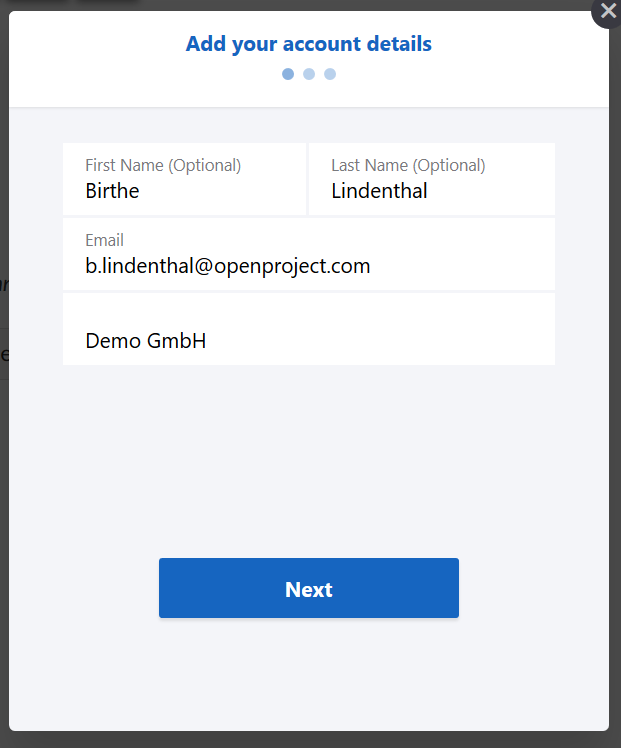 Add your account details
First Name (Optional) Last Name (Optional)
Birthe Lindenthal
Email
b.lindenthal@openproject.com
Demo GmbH
Next